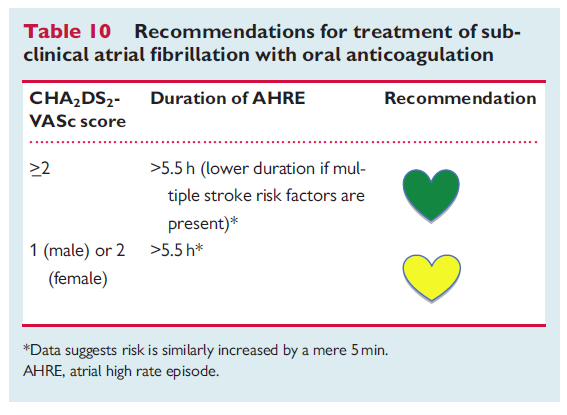 Table 10 Recommendations for treatment of sub-
clinical atrial fibrillation with oral anticoagulation
CHA₂DS₂- Duration of AHRE Recommendation
VASc score
≥2 >5.5 h (lower duration if mul-
tiple stroke risk factors are
present)*
1 (male) or 2 >5.5 h*
(female)
*Data suggests risk is similarly increased by a mere 5 min.
AHRE, atrial high rate episode.